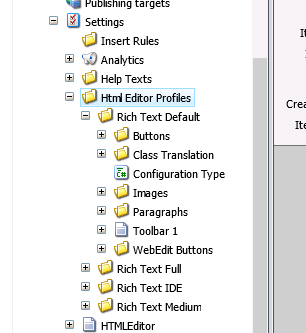 Publishing targets
Settings
Insert Rules
Analytics
Help Texts
Html Editor Profiles
Rich Text Default
Buttons
Class Translation
Configuration Type
Images
Paragraphs
Toolbar 1
WebEdit Buttons
Rich Text Full
Rich Text IDE
Rich Text Medium
HTMLEditor